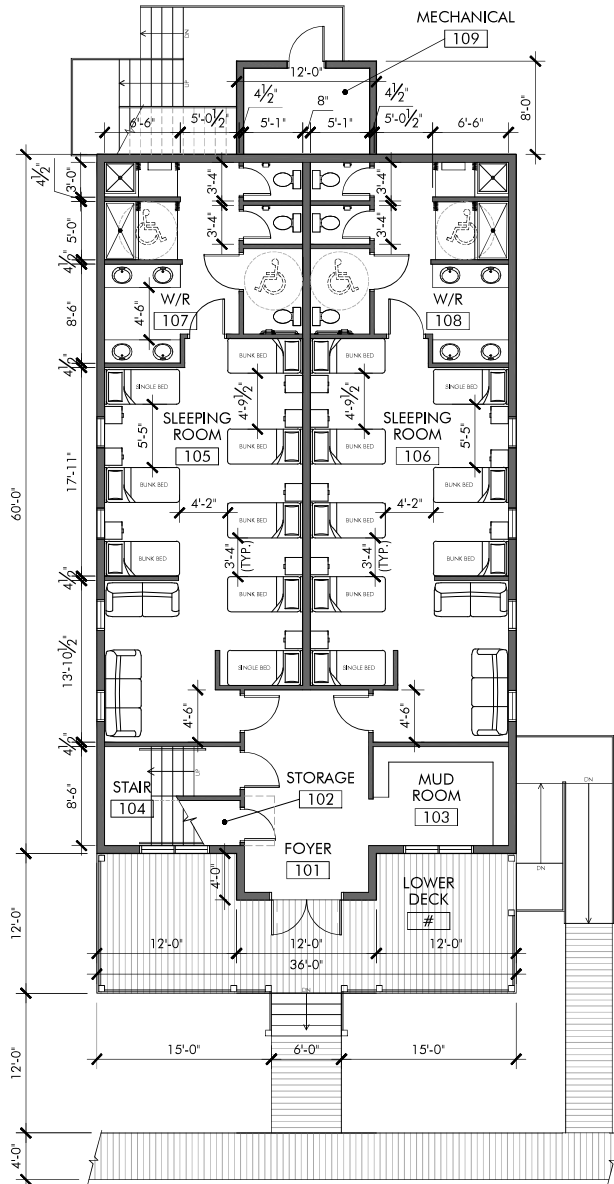 MECHANICAL
109
DN
UP
12'-0"
8'-0"
4½"
8"
4½"
6'-6"
5'-0½"
5'-1"
5'-1"
5'-0½"
6'-6"
4½"
3'-0"
3'-4"
3'-4"
5'-0"
3'-4"
3'-4"
4½"
W/R
107
W/R
108
8'-6"
4'-6"
4½"
BUNK BED
BUNK BED
SINGLE BED
SINGLE BED
4'-9½"
4'-9½"
SLEEPING
ROOM
105
SLEEPING
ROOM
106
5'-5"
5'-5"
BUNK BED
BUNK BED
17'-11"
60'-0"
BUNK BED
BUNK BED
4'-2"
4'-2"
BUNK BED
BUNK BED
3'-4"
(TYP.)
3'-4"
(TYP.)
BUNK BED
BUNK BED
4½"
BUNK BED
BUNK BED
13'-10½"
SINGLE BED
SINGLE BED
4'-6"
4'-6"
4½"
UP
STAIR
104
STORAGE
102
MUD
ROOM
103
8'-6"
DN
DN
FOYER
101
4'-0"
LOWER
DECK
#
12'-0"
12'-0"
12'-0"
12'-0"
36'-0"
DN
15'-0"
6'-0"
15'-0"
12'-0"
4'-0"